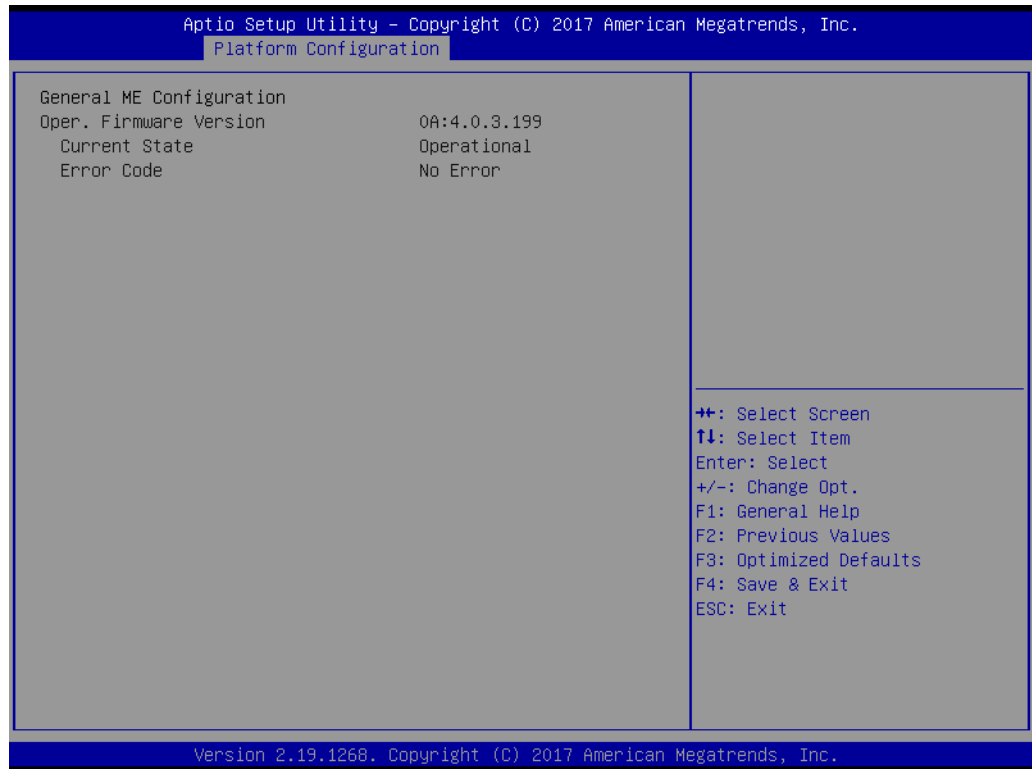 Aptio Setup Utility – Copyright (C) 2017 American Megatrends, Inc.
Platform Configuration
General ME Configuration
Oper. Firmware Version 0A:4.0.3.199
Current State Operational
Error Code No Error
→←: Select Screen
↑↓: Select Item
Enter: Select
+/-: Change Opt.
F1: General Help
F2: Previous Values
F3: Optimized Defaults
F4: Save & Exit
ESC: Exit
Version 2.19.1268. Copyright (C) 2017 American Megatrends, Inc.